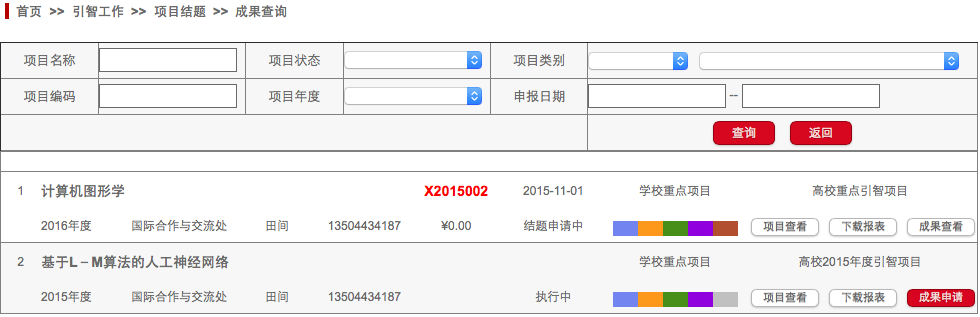 首页 >> 引智工作 >> 项目结题 >> 成果查询
项目名称 项目状态 项目类别
项目编码 项目年度 申报日期 --
查询 返回
1 计算机图形学 X2015002 2015-11-01 学校重点项目 高校重点引智项目
2016年度 国际合作与交流处 田间 13504434187 ¥0.00 结题申请中 项目查看 下载报表 成果查看
2 基于L－M算法的人工神经网络 学校重点项目 高校2015年度引智项目
2015年度 国际合作与交流处 田间 13504434187 执行中 项目查看 下载报表 成果申请